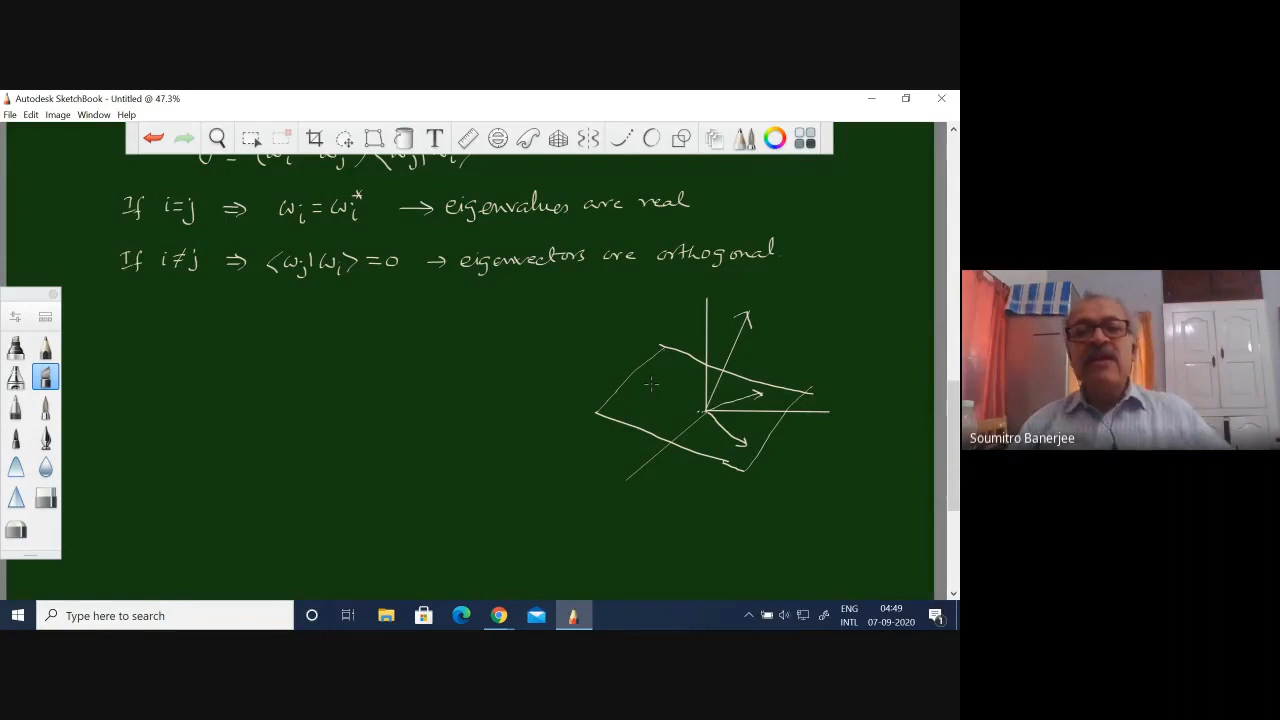 Autodesk SketchBook - Untitled @ 47.3%
File Edit Image Window Help
If i=j ⇒ ωi = ωi* → eigenvalues are real
If i≠j ⇒ <ωj|ωi> = 0 → eigenvectors are orthogonal.
Soumitro Banerjee
Type here to search
ENG
INTL
04:49
07-09-2020
1